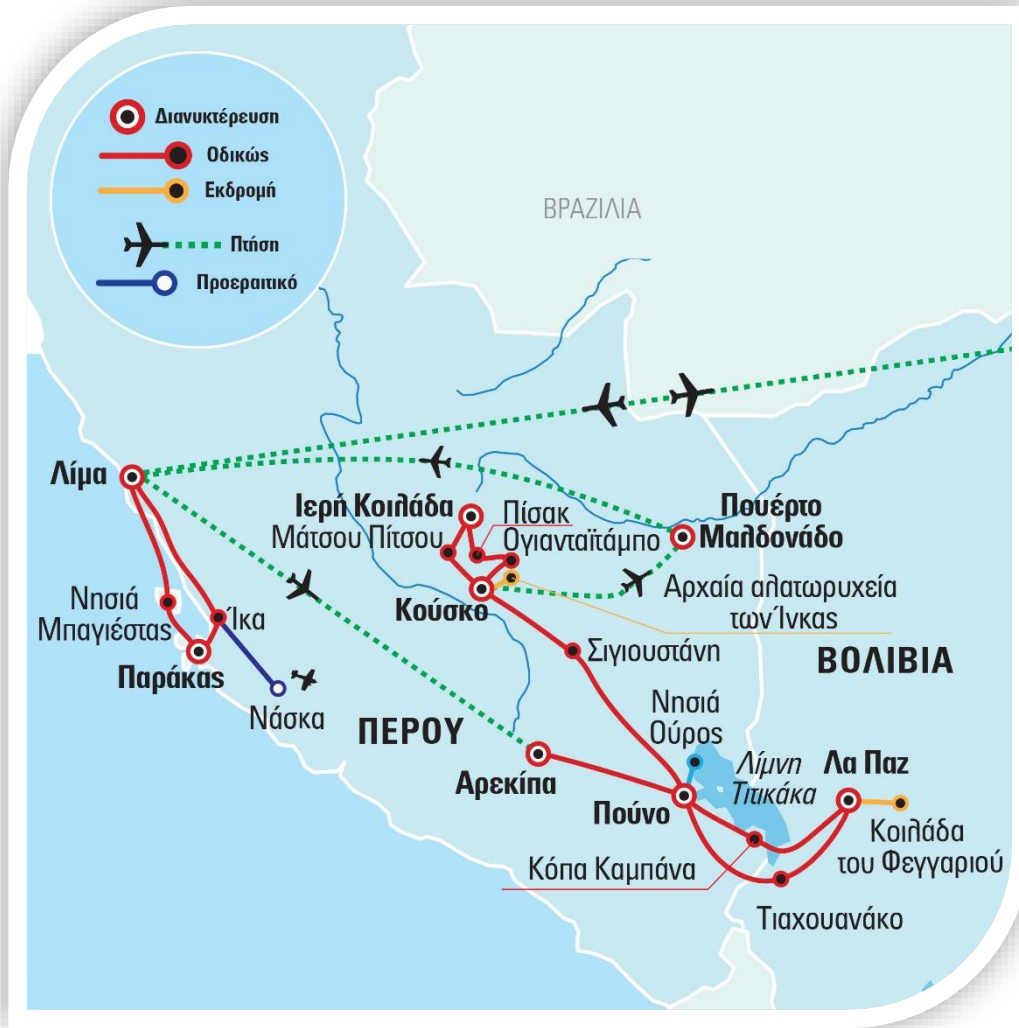 Διανυκτέρευση
Οδικώς
Εκδρομή
Πτήση
Προεραιτικό
ΒΡΑΖΙΛΙΑ
Λίμα
Ιερή Κοιλάδα
Μάτσου Πίτσου
Πίσακ
Ογιανταϊτάμπο
Πουέρτο
Μαλδονάδο
Κούσκο
Αρχαία αλατωρυχεία
των Ίνκας
Νησιά
Μπαγιέστας
Ίκα
Παράκας
Νάσκα
Σιγιουστάνη
ΒΟΛΙΒΙΑ
ΠΕΡΟΥ
Νησιά
Ούρος
Λίμνη
Τιτικάκα
Λα Παζ
Αρεκίπα
Πούνο
Κοιλάδα
του Φεγγαριού
Κόπα Καμπάνα
Τιαχουανάκο